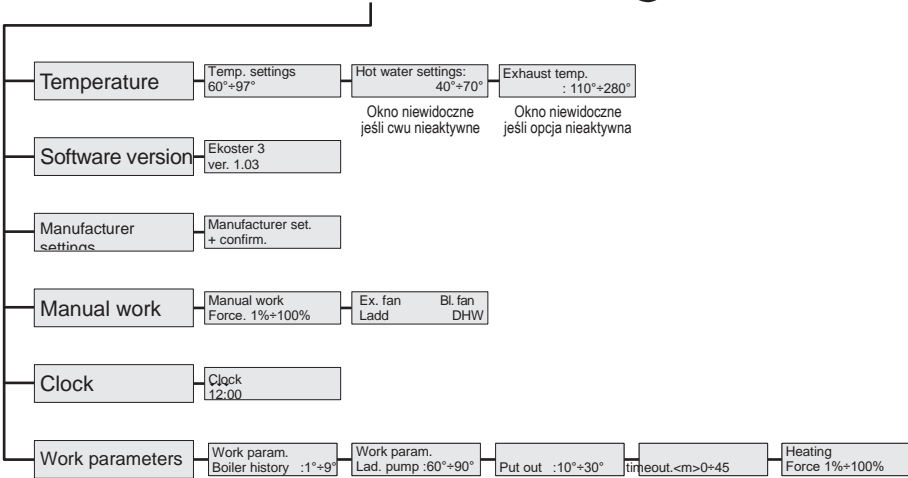 Temperature
Temp. settings
60°÷97°
Hot water settings:
40°÷70°
Exhaust temp.
: 110°÷280°
Okno niewidoczne
jeśli cwu nieaktywne
Okno niewidoczne
jeśli opcja nieaktywna
Software version
Ekoster 3
ver. 1.03
Manufacturer
settings
Manufacturer set.
+ confirm.
Manual work
Manual work
Force. 1%÷100%
Ex. fan Bl. fan
Ladd DHW
Clock
Clock
12:00
Work parameters
Work param.
Boiler history :1°÷9°
Work param.
Lad. pump :60°÷90°
Put out :10°÷30°
timeout.<m>0÷45
Heating
Force 1%÷100%